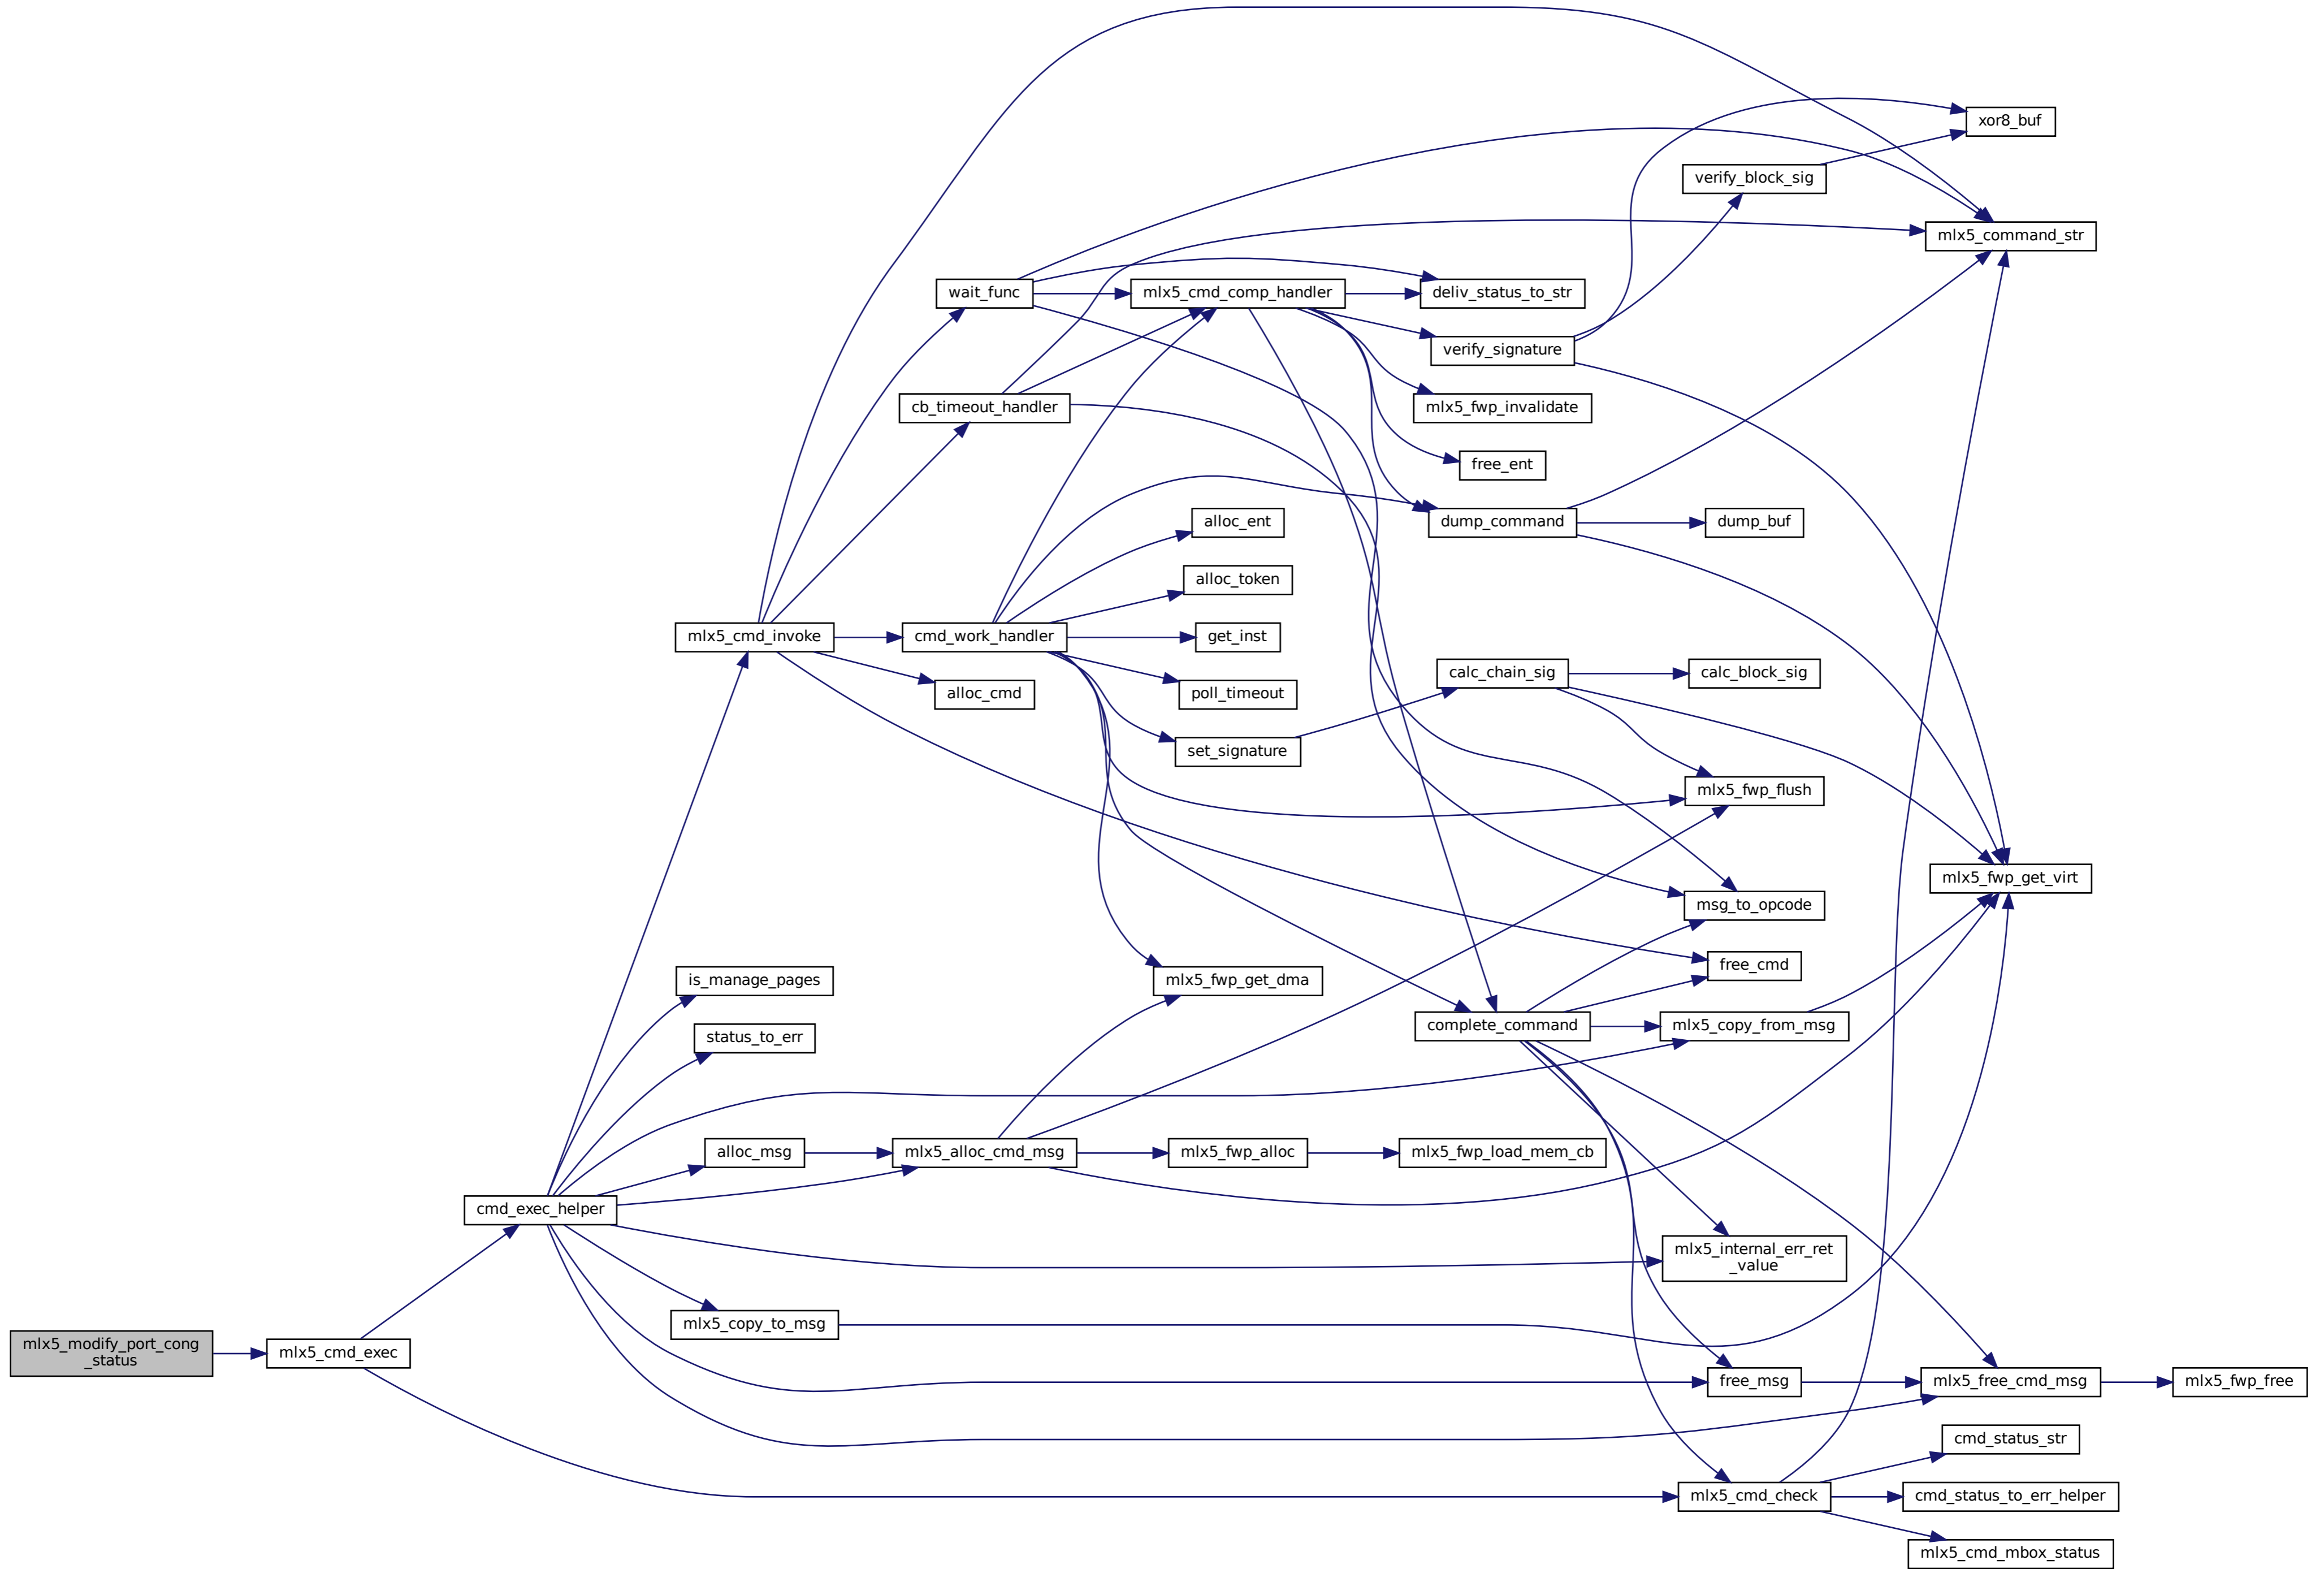 xor8_buf
verify_block_sig
mlx5_command_str
wait_func
mlx5_cmd_comp_handler
deliv_status_to_str
verify_signature
cb_timeout_handler
mlx5_fwp_invalidate
free_ent
alloc_ent
dump_command
dump_buf
alloc_token
mlx5_cmd_invoke
cmd_work_handler
get_inst
calc_chain_sig
calc_block_sig
alloc_cmd
poll_timeout
set_signature
mlx5_fwp_flush
mlx5_fwp_get_virt
msg_to_opcode
free_cmd
is_manage_pages
mlx5_fwp_get_dma
status_to_err
complete_command
mlx5_copy_from_msg
alloc_msg
mlx5_alloc_cmd_msg
mlx5_fwp_alloc
mlx5_fwp_load_mem_cb
cmd_exec_helper
mlx5_internal_err_ret
_value
mlx5_copy_to_msg
mlx5_modify_port_cong
_status
mlx5_cmd_exec
free_msg
mlx5_free_cmd_msg
mlx5_fwp_free
cmd_status_str
mlx5_cmd_check
cmd_status_to_err_helper
mlx5_cmd_mbox_status